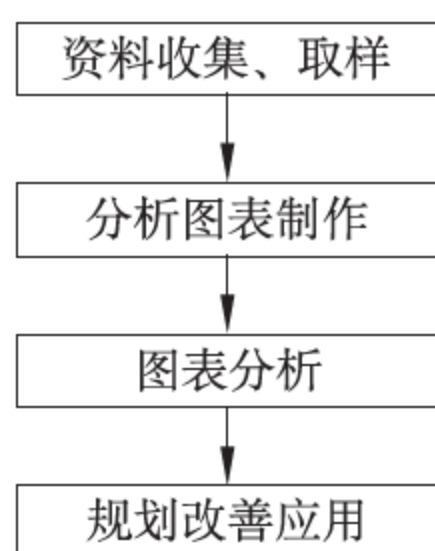 资料收集、取样
分析图表制作
图表分析
规划改善应用